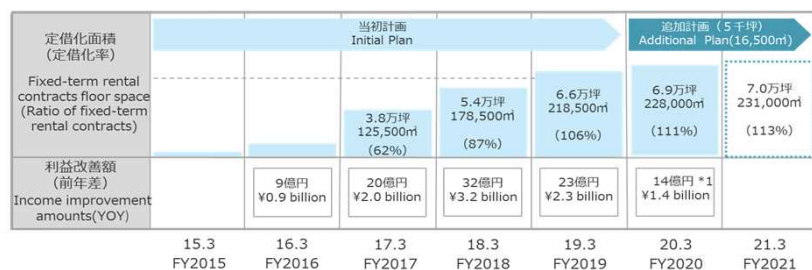 定借化面積
(定借化率)
Fixed-term rental
contracts floor space
(Ratio of fixed-term
rental contracts)
当初計画
Initial Plan
追加計画（５千坪）
Additional Plan(16,500㎡)
3.8万坪
125,500㎡
(62%)
5.4万坪
178,500㎡
(87%)
6.6万坪
218,500㎡
(106%)
6.9万坪
228,000㎡
(111%)
7.0万坪
231,000㎡
(113%)
利益改善額
(前年差)
Income improvement
amounts(YOY)
9億円
¥0.9 billion
20億円
¥2.0 billion
32億円
¥3.2 billion
23億円
¥2.3 billion
14億円 *1
¥1.4 billion
15.3
FY2015
16.3
FY2016
17.3
FY2017
18.3
FY2018
19.3
FY2019
20.3
FY2020
21.3
FY2021